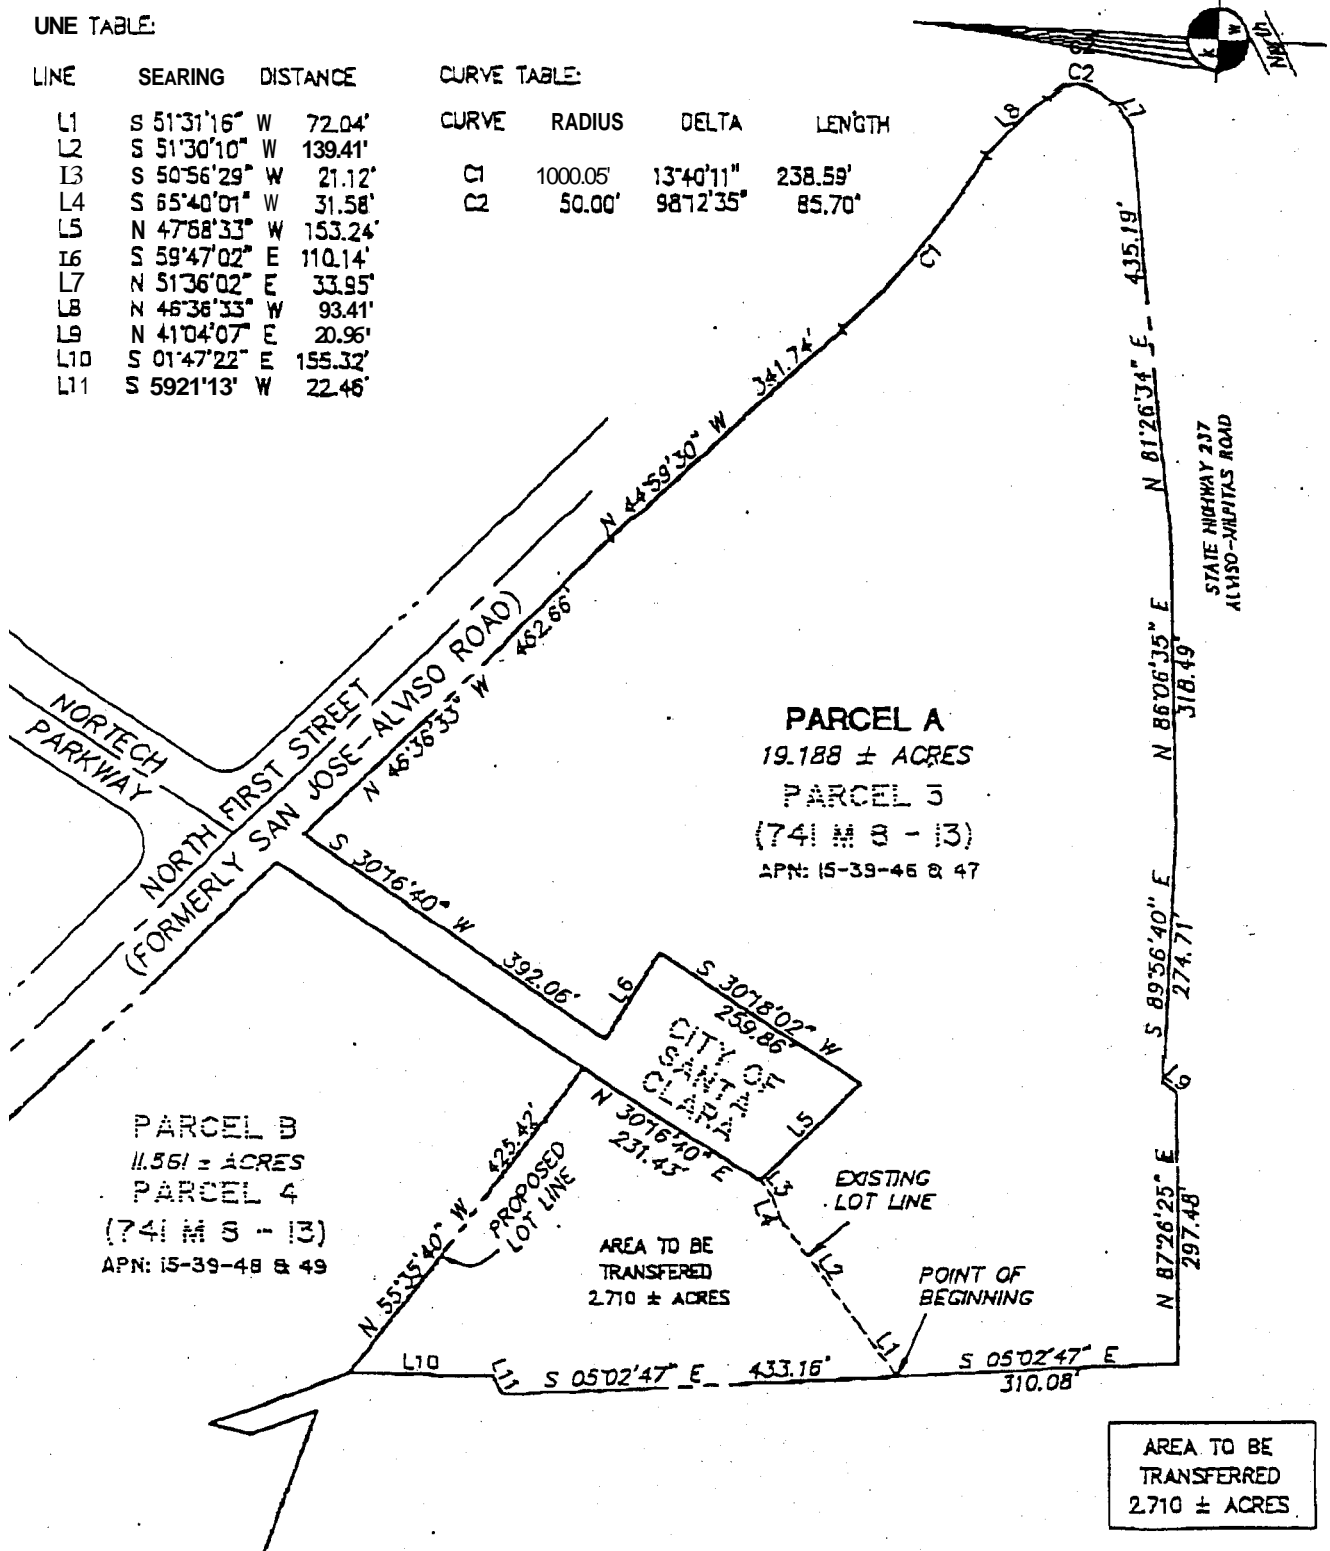 UNE TABLE:
LINE SEARING DISTANCE
L1 S 51°31'16" W 72.04'
L2 S 51°30'10" W 139.41'
L3 S 50°56'29" W 21.12'
L4 S 65°40'01" W 31.58'
L5 N 47°58'33" W 153.24'
L6 S 59°47'02" E 110.14'
L7 N 51°36'02" E 33.95'
L8 N 46°36'33" W 93.41'
L9 N 41°04'07" E 20.96'
L10 S 01°47'22" E 155.32'
L11 S 5921'13' W 22.46'
CURVE TABLE:
CURVE RADIUS DELTA LENGTH
C1 1000.05' 13°40'11" 238.59'
C2 50.00' 98°12'35" 85.70'
C2
L7
L8
C1
435.19'
N 81°26'34" E
341.74'
N 44°59'30" W
STATE HIGHWAY 237
ALVISO-MILPITAS ROAD
462.66'
N 46°36'33" W
N 86°06'35" E
318.49'
NORTECH
PARKWAY
NORTH FIRST STREET
(FORMERLY SAN JOSE-ALVISO ROAD)
PARCEL A
19.188 ± ACRES
PARCEL 3
(741 M 8 - 13)
APN: 15-39-46 & 47
S 30°16'40" W
392.06'
L6
S 30°18'02" W
259.86'
CITY OF
SANTA
CLARA
S 89°56'40" E
274.71'
L9
L5
N 30°16'40" E
231.43'
L3
L4
EXISTING
LOT LINE
L2
PARCEL B
11.561 ± ACRES
PARCEL 4
(741 M 8 - 13)
APN: 15-39-48 & 49
425.42'
N 55°35'40" W
PROPOSED
LOT LINE
AREA TO BE
TRANSFERED
2.710 ± ACRES
POINT OF
BEGINNING
N 87°26'25" E
297.48'
L1
L10
L11
S 05°02'47" E 433.16'
S 05°02'47" E
310.08'
AREA TO BE
TRANSFERRED
2.710 ± ACRES